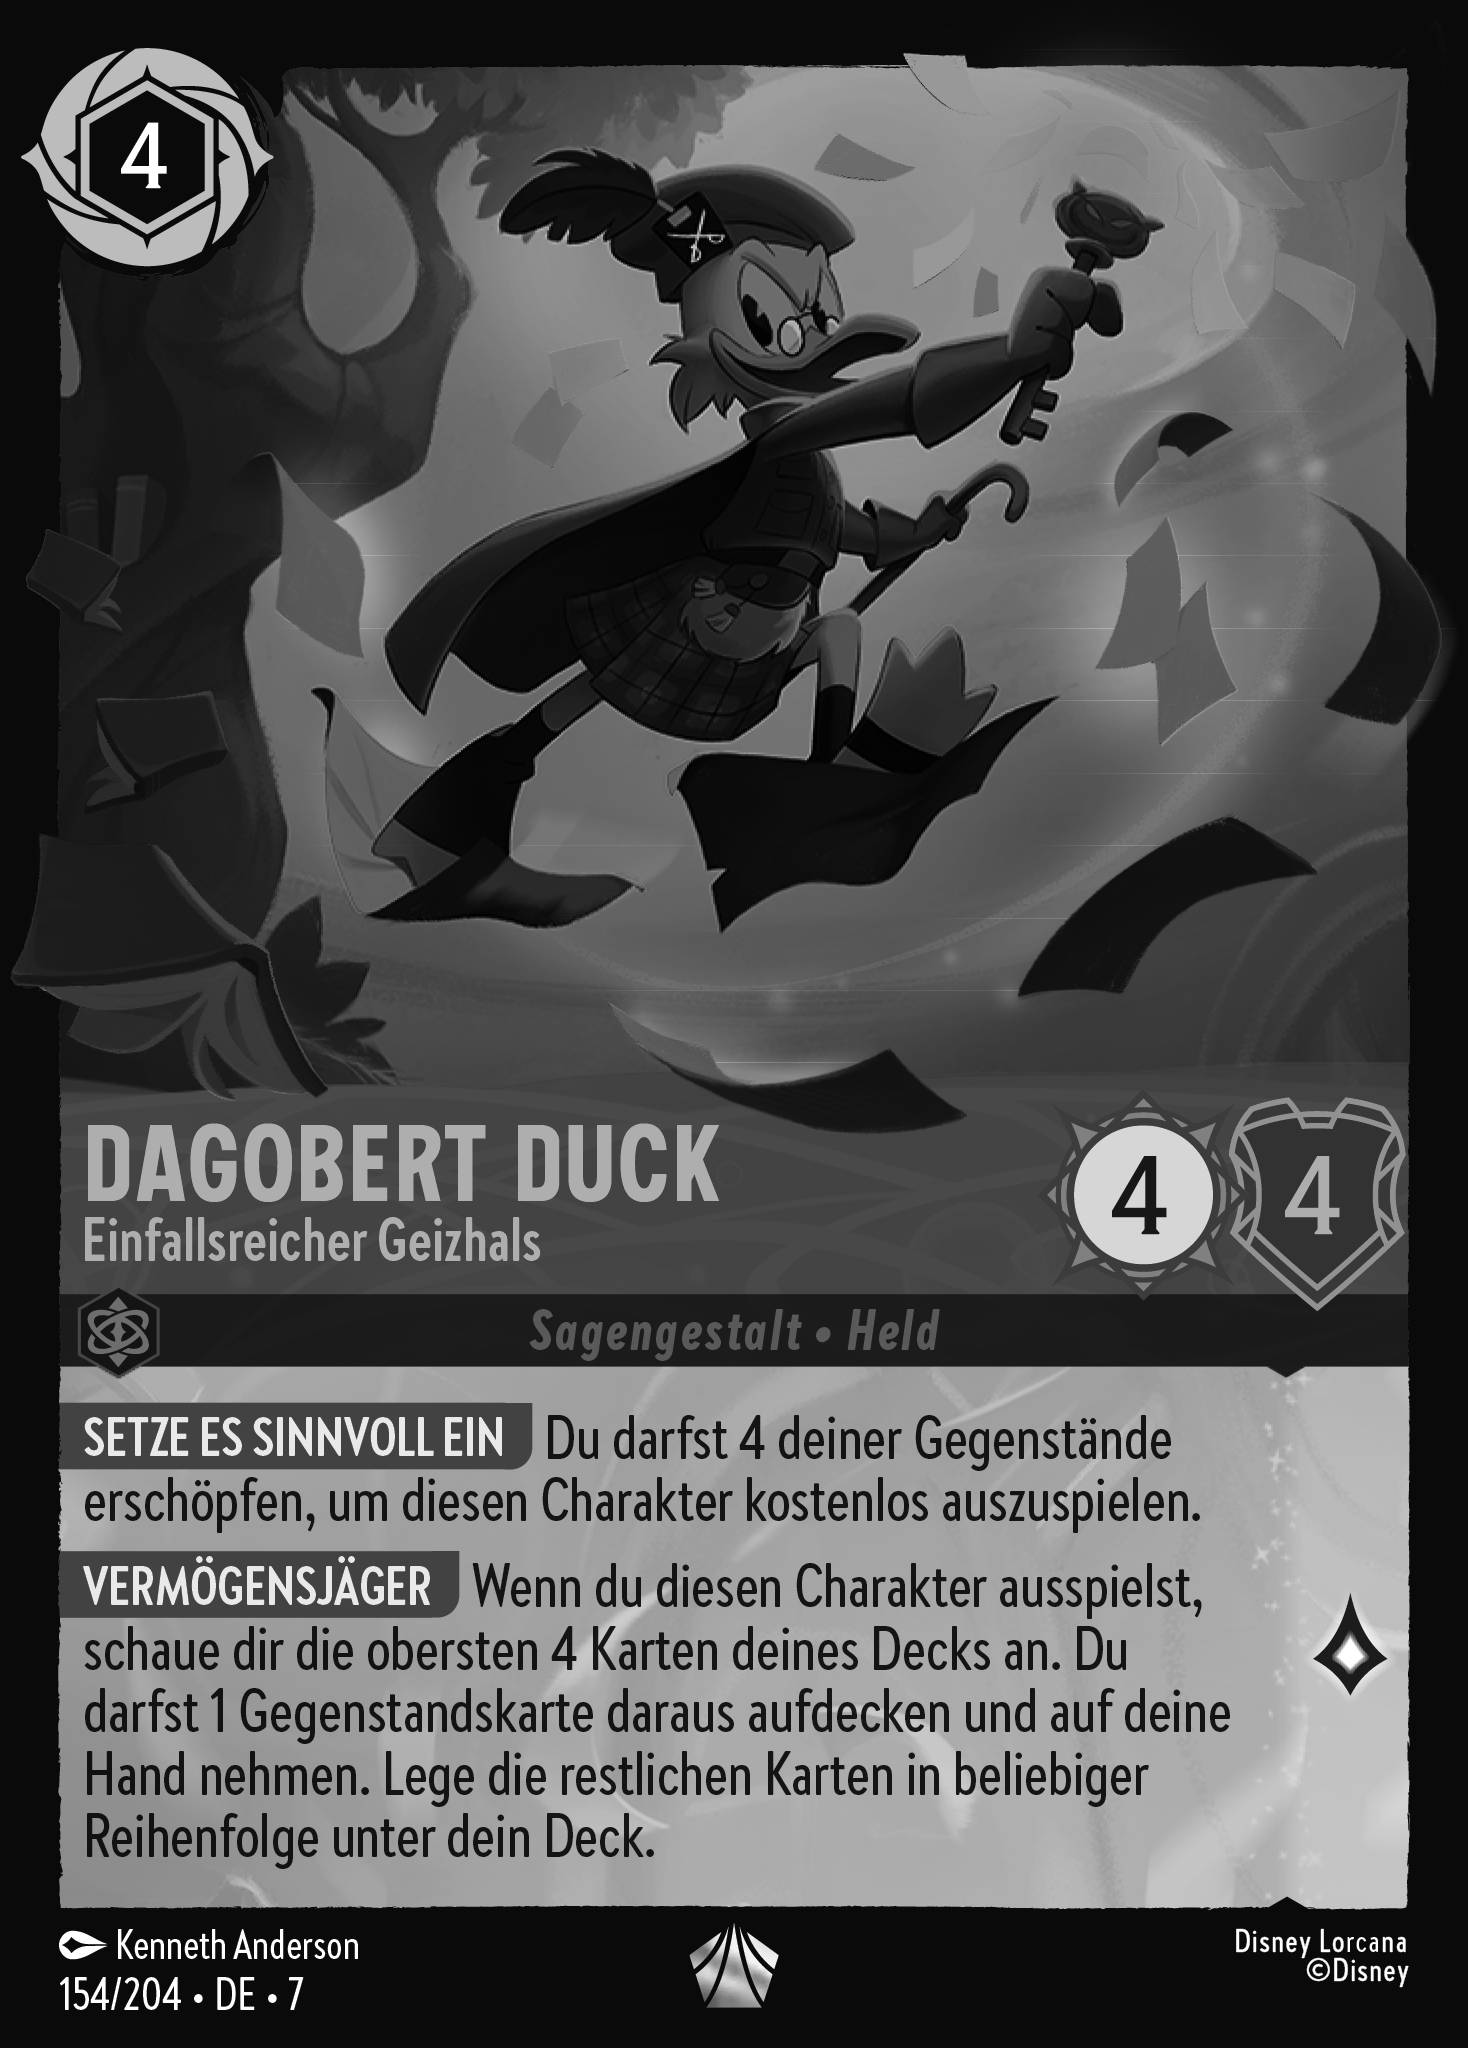 4
DAGOBERT DUCK
Einfallsreicher Geizhals
4 4
Sagengestalt • Held
SETZE ES SINNVOLL EIN Du darfst 4 deiner Gegenstände
erschöpfen, um diesen Charakter kostenlos auszuspielen.
VERMÖGENSJÄGER Wenn du diesen Charakter ausspielst,
schaue dir die obersten 4 Karten deines Decks an. Du
darfst 1 Gegenstandskarte daraus aufdecken und auf deine
Hand nehmen. Lege die restlichen Karten in beliebiger
Reihenfolge unter dein Deck.
Kenneth Anderson
154/204 • DE • 7
Disney Lorcana
©Disney